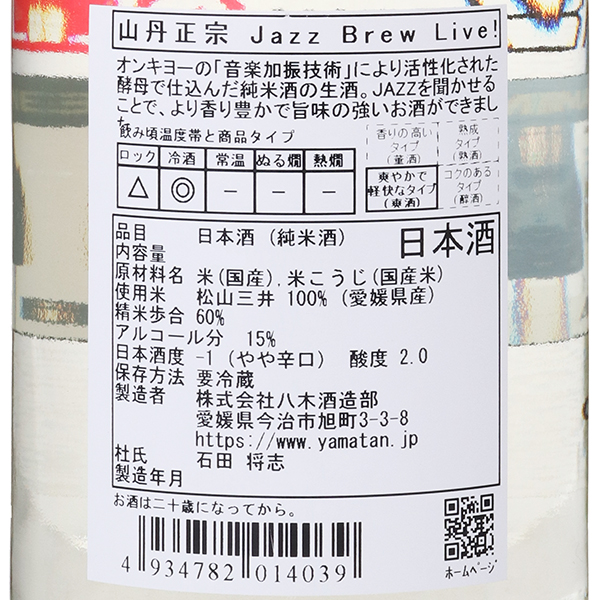 山丹正宗 Jazz Brew Live!
オンキヨーの「音楽加振技術」により活性化された
酵母で仕込んだ純米酒の生酒。JAZZを聞かせる
ことで、より香り豊かで旨味の強いお酒ができまし
た。
飲み頃温度帯と商品タイプ
ロック 冷酒 常温 ぬる燗 熱燗
△ ◎ － － －
香りの高い
タイプ
(薫酒)
熟成
タイプ
(熟酒)
爽やかで
軽快なタイプ
(爽酒)
コクのある
タイプ
(醇酒)
品目 日本酒（純米酒） 日本酒
内容量
原材料名 米(国産),米こうじ(国産米)
使用米 松山三井 100%（愛媛県産）
精米歩合 60%
アルコール分 15%
日本酒度 -1（やや辛口） 酸度 2.0
保存方法 要冷蔵
製造者 株式会社八木酒造部
愛媛県今治市旭町3-3-8
https://www.yamatan.jp
杜氏 石田 将志
製造年月
お酒は二十歳になってから。
4 934782 014039
ホームページ